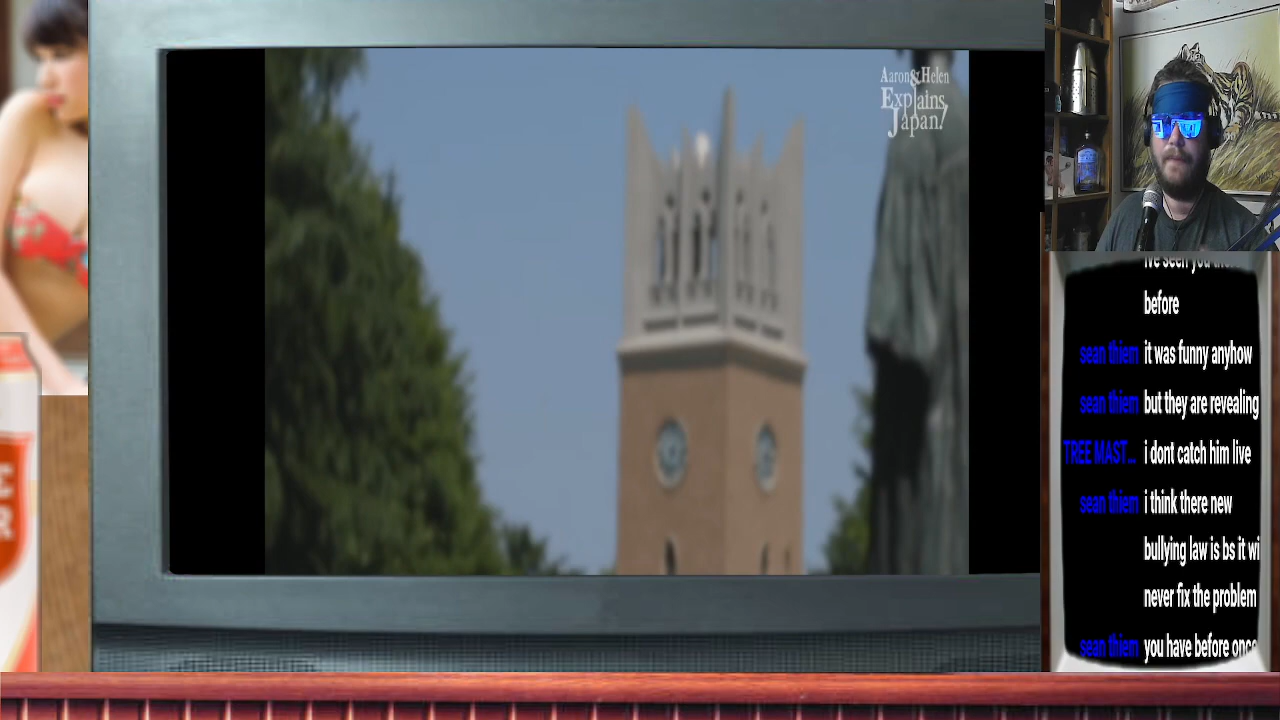 Aaron & Helen
Explains
Japan!
before
sean thiem it was funny anyhow
sean thiem but they are revealing
TREE MAST... i dont catch him live
sean thiem i think there new
bullying law is bs it wi
never fix the problem
sean thiem you have before once
E
R